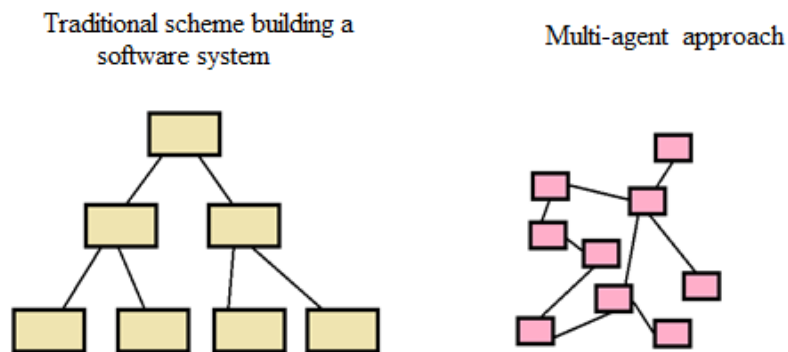 Traditional scheme building a
software system
Multi-agent approach